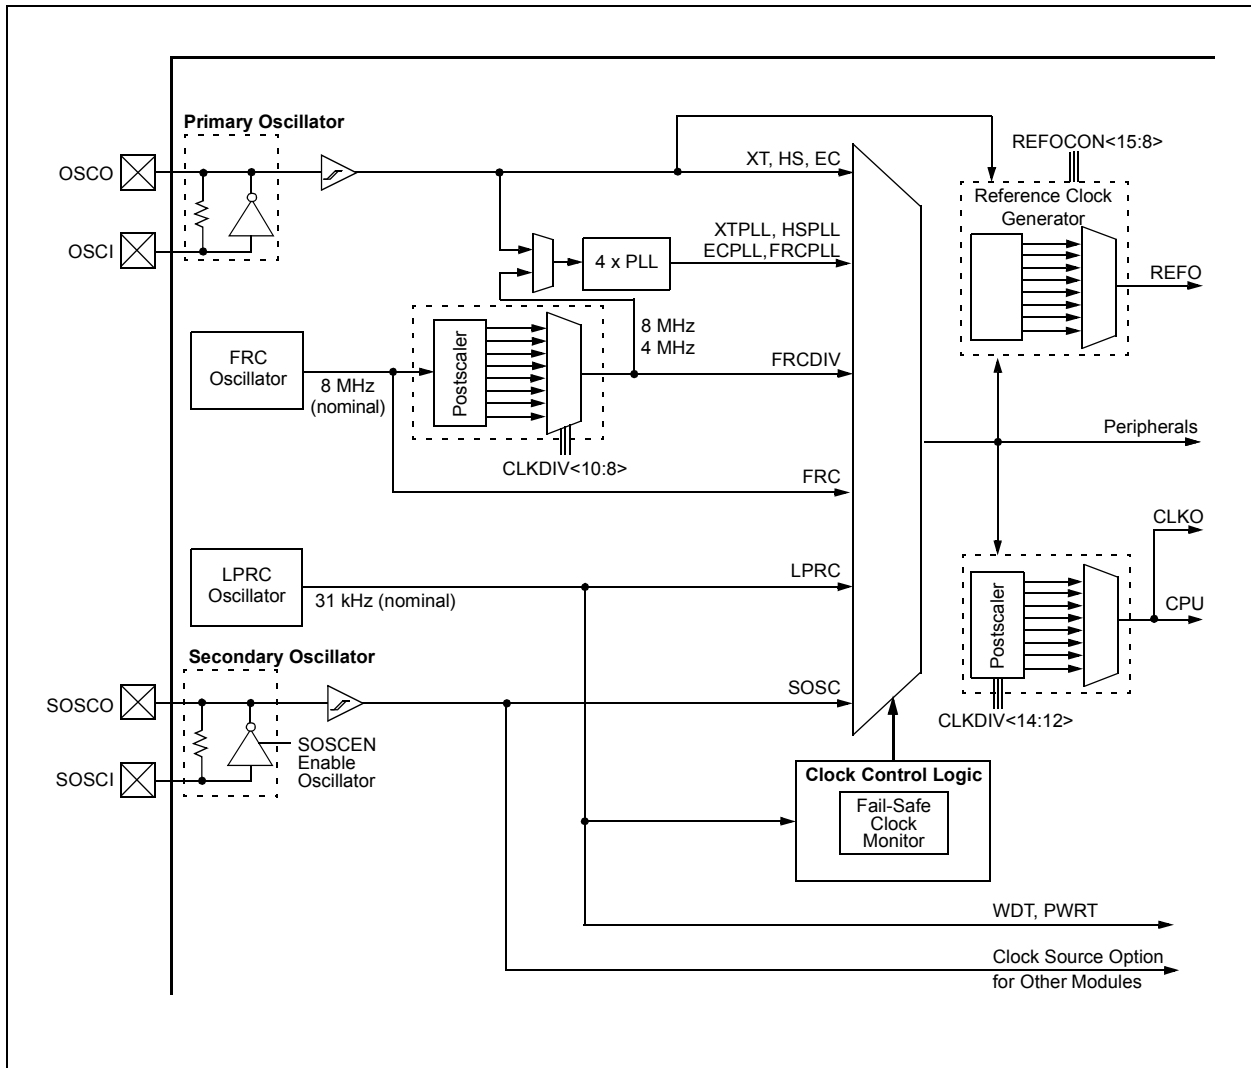 Primary Oscillator
OSCO
OSCI
XT, HS, EC
REFOCON<15:8>
Reference Clock
Generator
REFO
XTPLL, HSPLL
ECPLL, FRCPLL
4 x PLL
8 MHz
4 MHz
FRC
Oscillator
8 MHz
(nominal)
Postscaler
CLKDIV<10:8>
FRCDIV
Peripherals
FRC
CLKO
CPU
LPRC
Oscillator
31 kHz (nominal)
LPRC
Postscaler
CLKDIV<14:12>
Secondary Oscillator
SOSCO
SOSCI
SOSCEN
Enable
Oscillator
SOSC
Clock Control Logic
Fail-Safe
Clock
Monitor
WDT, PWRT
Clock Source Option
for Other Modules